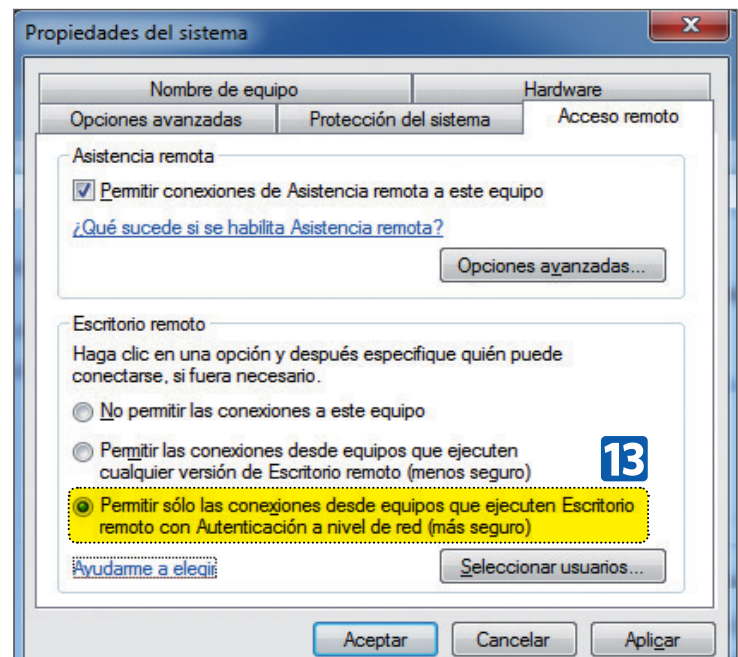 Propiedades del sistema
Nombre de equipo
Hardware
Opciones avanzadas
Protección del sistema
Acceso remoto
Asistencia remota
Permitir conexiones de Asistencia remota a este equipo
¿Qué sucede si se habilita Asistencia remota?
Opciones avanzadas...
Escritorio remoto
Haga clic en una opción y después especifique quién puede
conectarse, si fuera necesario.
No permitir las conexiones a este equipo
Permitir las conexiones desde equipos que ejecuten
cualquier versión de Escritorio remoto (menos seguro)
13
Permitir sólo las conexiones desde equipos que ejecuten Escritorio
remoto con Autenticación a nivel de red (más seguro)
Ayudarme a elegir
Seleccionar usuarios...
Aceptar
Cancelar
Aplicar